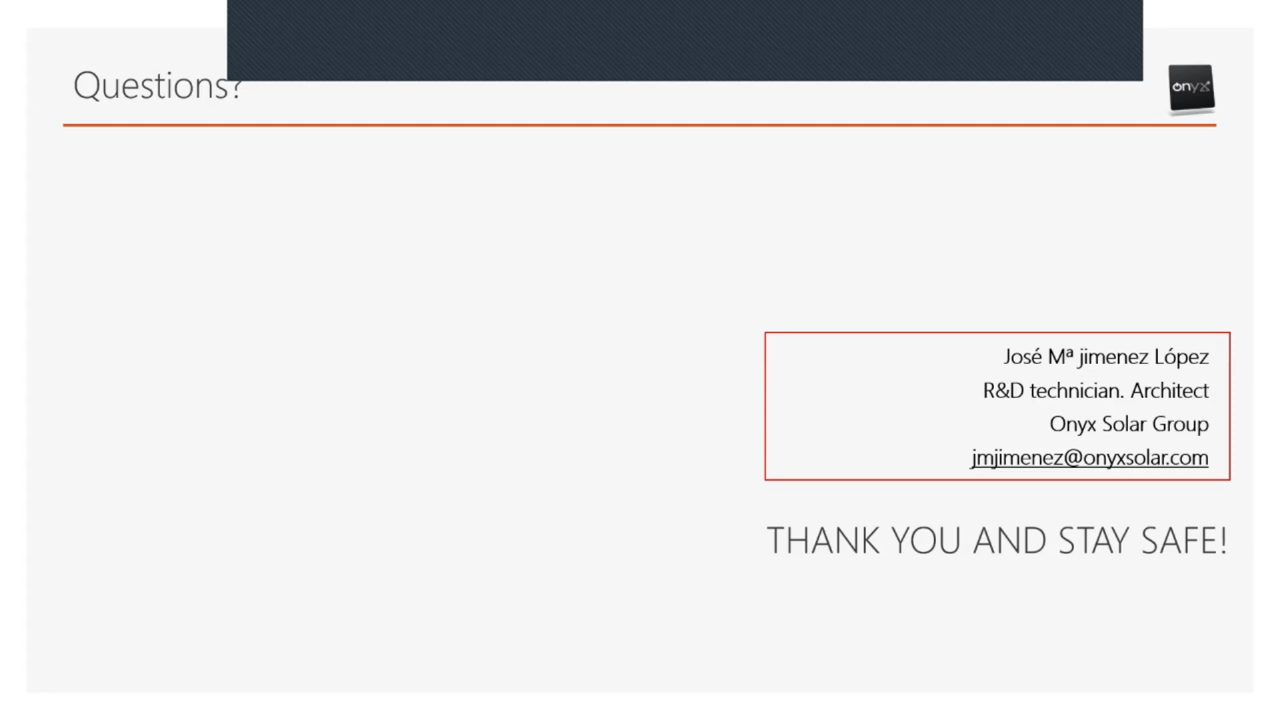 Questions?
onyx
José Mª jimenez López
R&D technician. Architect
Onyx Solar Group
jmjimenez@onyxsolar.com
THANK YOU AND STAY SAFE!